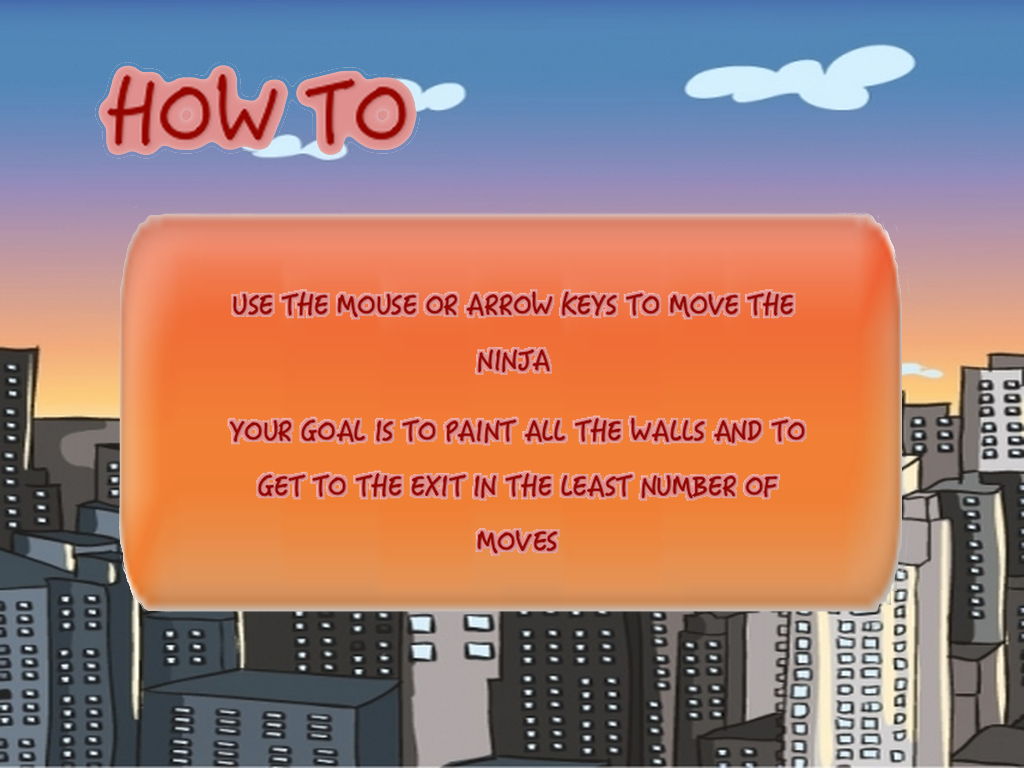 HOW TO
USE THE MOUSE OR ARROW KEYS TO MOVE THE
NINJA
YOUR GOAL IS TO PAINT ALL THE WALLS AND TO
GET TO THE EXIT IN THE LEAST NUMBER OF
MOVES